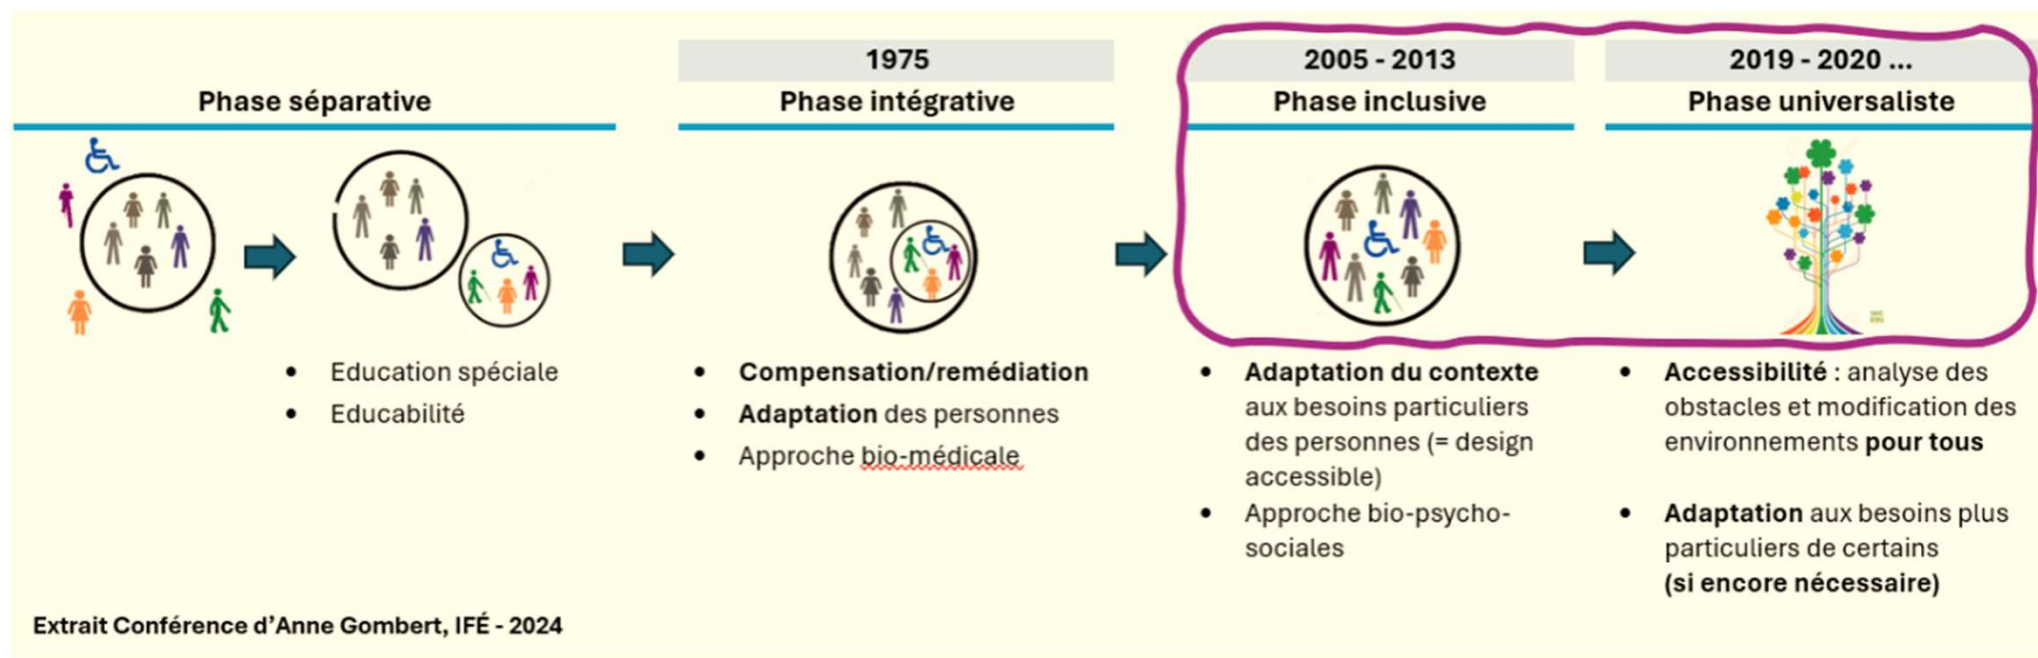 Phase séparative
Education spéciale
Educabilité
1975
Phase intégrative
Compensation/remédiation
Adaptation des personnes
Approche bio-médicale
2005 - 2013
Phase inclusive
Adaptation du contexte
aux besoins particuliers
des personnes (= design
accessible)
Approche bio-psycho-
sociales
2019 - 2020 ...
Phase universaliste
Accessibilité : analyse des
obstacles et modification des
environnements pour tous
Adaptation aux besoins plus
particuliers de certains
(si encore nécessaire)
Extrait Conférence d’Anne Gombert, IFÉ - 2024